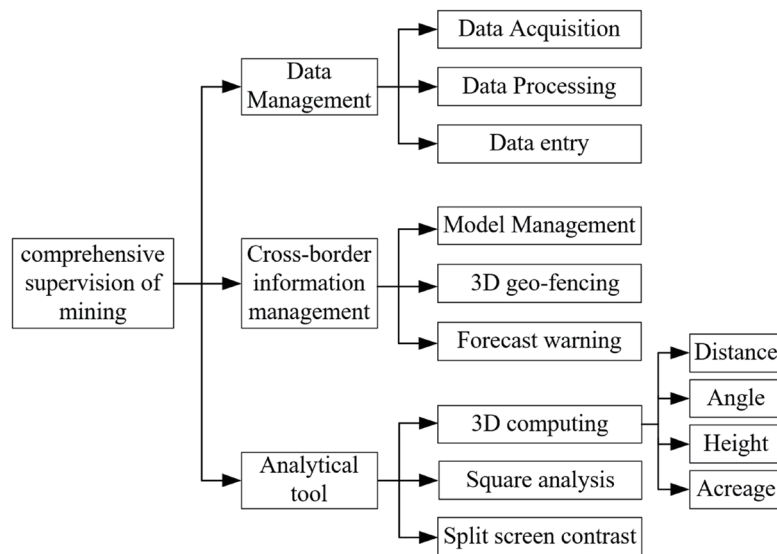 Data Acquisition
Data
Management
Data Processing
Data entry
comprehensive
supervision of
mining
Cross-border
information
management
Model Management
3D geo-fencing
Forecast warning
Analytical
tool
3D computing
Square analysis
Split screen contrast
Distance
Angle
Height
Acreage